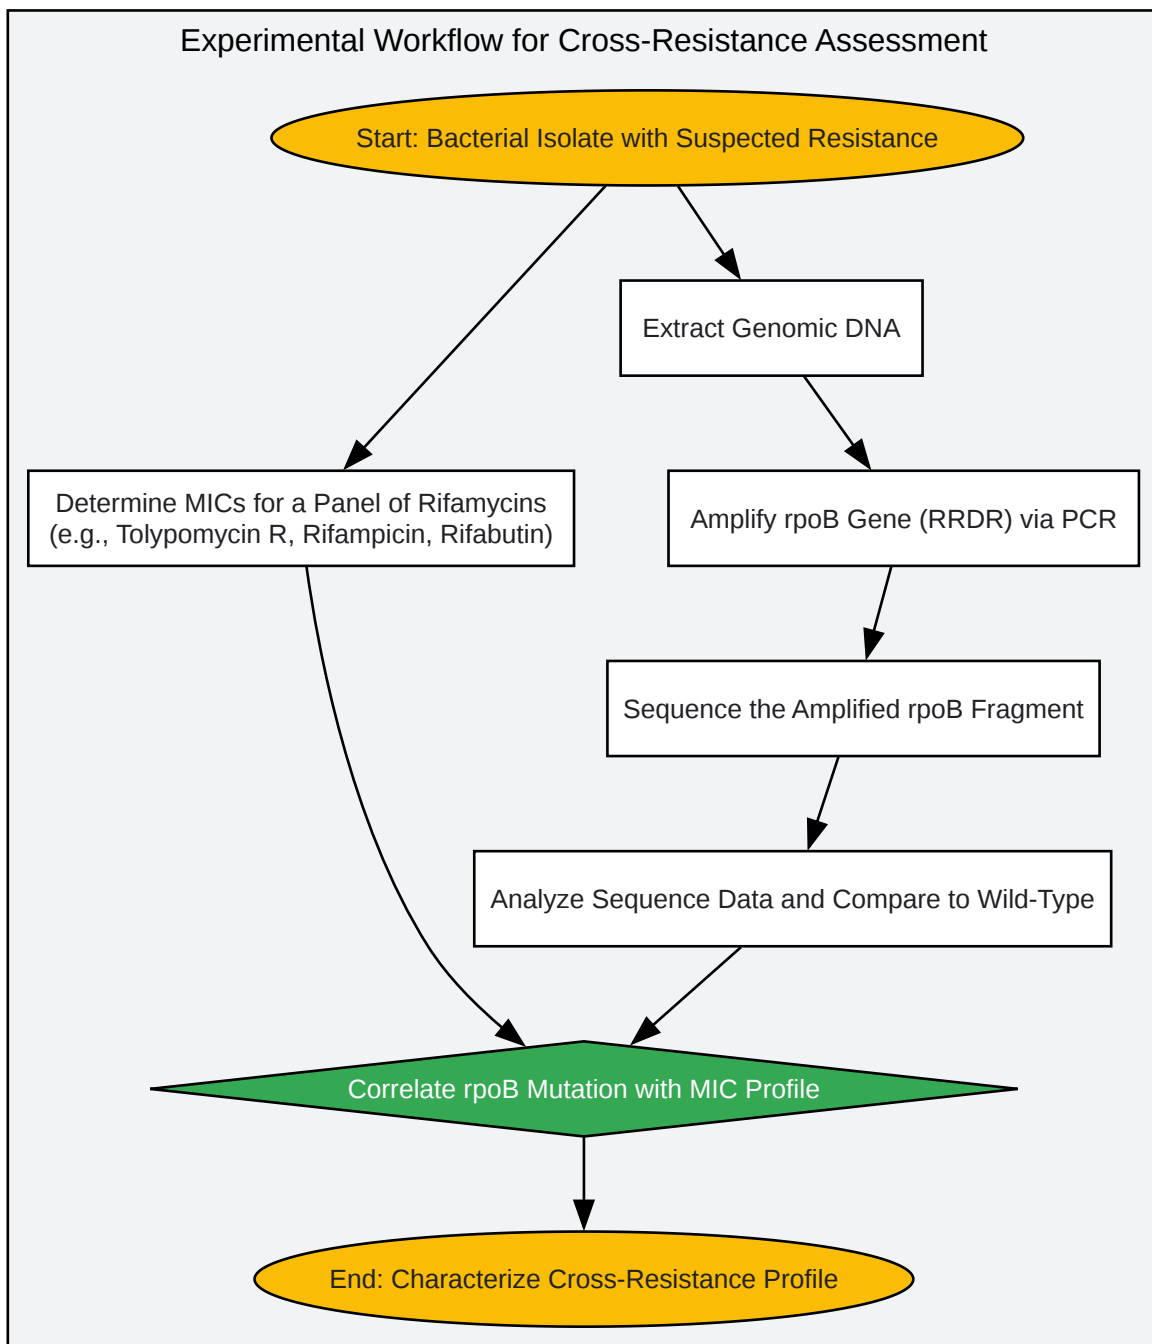 Experimental Workflow for Cross-Resistance Assessment
Start: Bacterial Isolate with Suspected Resistance
Extract Genomic DNA
Determine MICs for a Panel of Rifamycins
(e.g., Tolypomycin R, Rifampicin, Rifabutin)
Amplify rpoB Gene (RRDR) via PCR
Sequence the Amplified rpoB Fragment
Analyze Sequence Data and Compare to Wild-Type
Correlate rpoB Mutation with MIC Profile
End: Characterize Cross-Resistance Profile